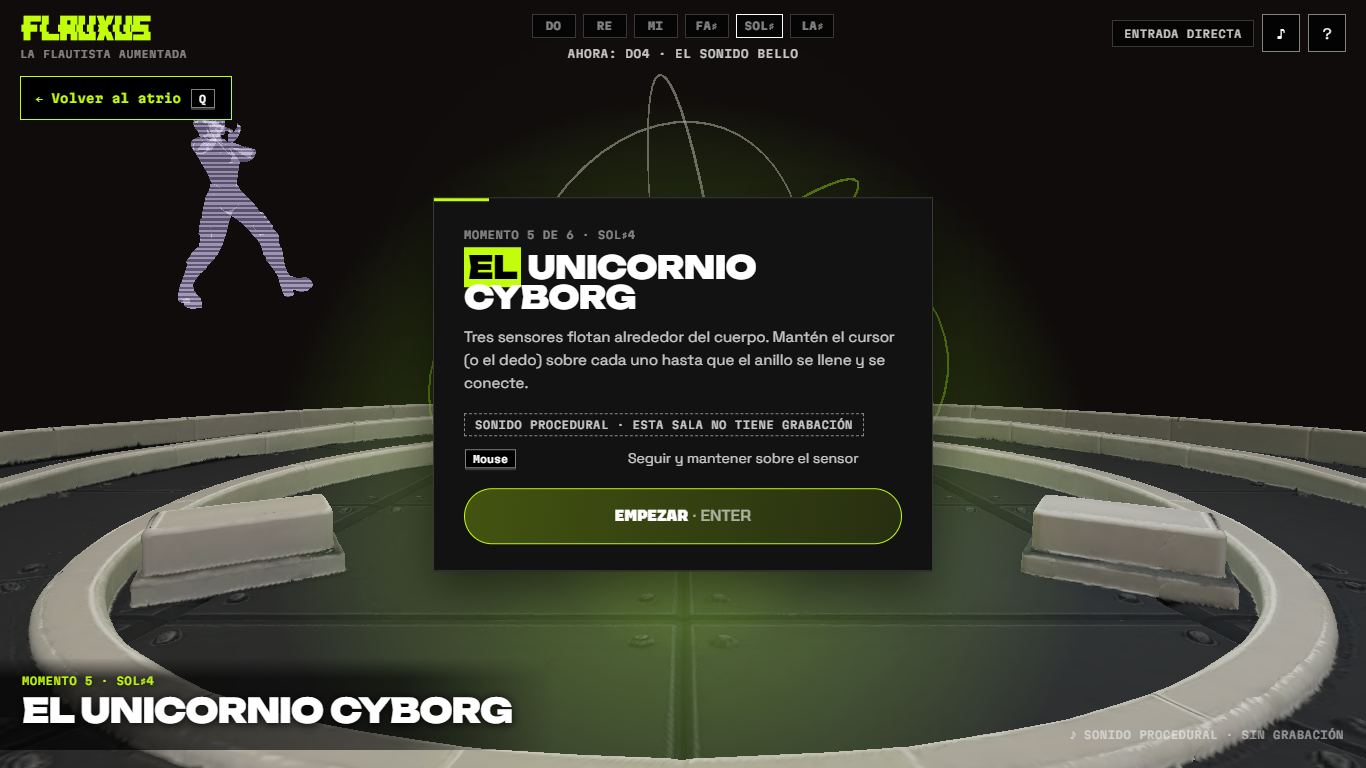 FLAUXUS
LA FLAUTISTA AUMENTADA
DO RE MI FA♯ SOL♯ LA♯
AHORA: DO4 · EL SONIDO BELLO
ENTRADA DIRECTA ♪ ?
← Volver al atrio Q
MOMENTO 5 DE 6 · SOL♯4
EL UNICORNIO
CYBORG
Tres sensores flotan alrededor del cuerpo. Mantén el cursor
(o el dedo) sobre cada uno hasta que el anillo se llene y se
conecte.
SONIDO PROCEDURAL · ESTA SALA NO TIENE GRABACIÓN
Mouse Seguir y mantener sobre el sensor
EMPEZAR · ENTER
MOMENTO 5 · SOL♯4
EL UNICORNIO CYBORG
♪ SONIDO PROCEDURAL · SIN GRABACIÓN